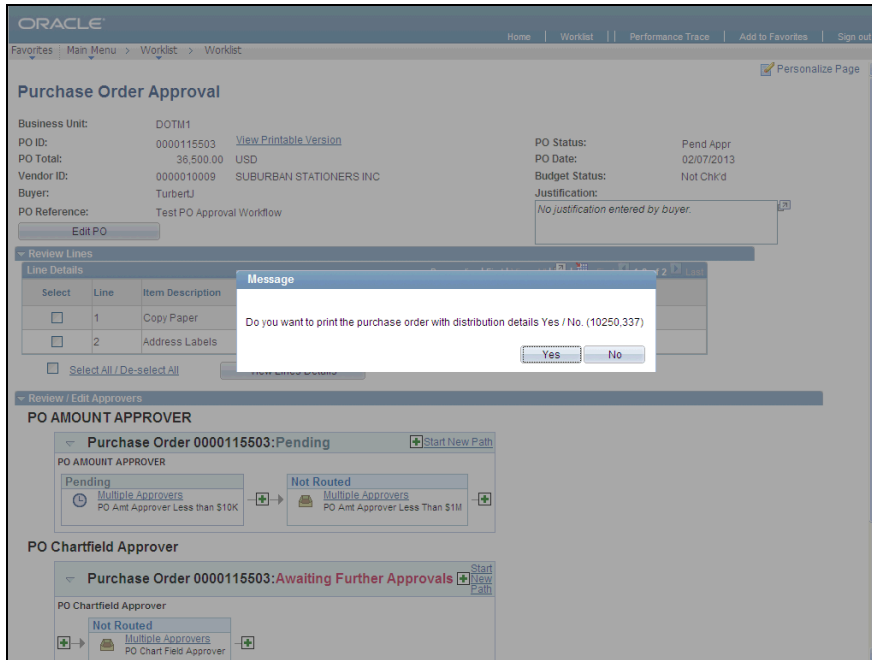 ORACLE
Home | Worklist | | Performance Trace | Add to Favorites | Sign out
Favorites | Main Menu > Worklist > Worklist
Personalize Page
Purchase Order Approval
Business Unit: DOTM1
PO ID: 0000115503 View Printable Version PO Status: Pend Appr
PO Total: 36,500.00 USD PO Date: 02/07/2013
Vendor ID: 0000010009 SUBURBAN STATIONERS INC Budget Status: Not Chk'd
Buyer: TurbertJ Justification:
PO Reference: Test PO Approval Workflow No justification entered by buyer.
Edit PO
Review Lines
Line Details of 2 Last
Message
Select Line Item Description
Do you want to print the purchase order with distribution details Yes / No. (10250,337)
1 Copy Paper
2 Address Labels
Yes No
Select All / De-select All View Lines Details
Review / Edit Approvers
PO AMOUNT APPROVER
Purchase Order 0000115503:Pending Start New Path
PO AMOUNT APPROVER
Pending Not Routed
Multiple Approvers Multiple Approvers
PO Amt Approver Less than $10K PO Amt Approver Less Than $1M
PO Chartfield Approver
Purchase Order 0000115503:Awaiting Further Approvals Start New Path
PO Chartfield Approver
Not Routed
Multiple Approvers
PO Chart Field Approver